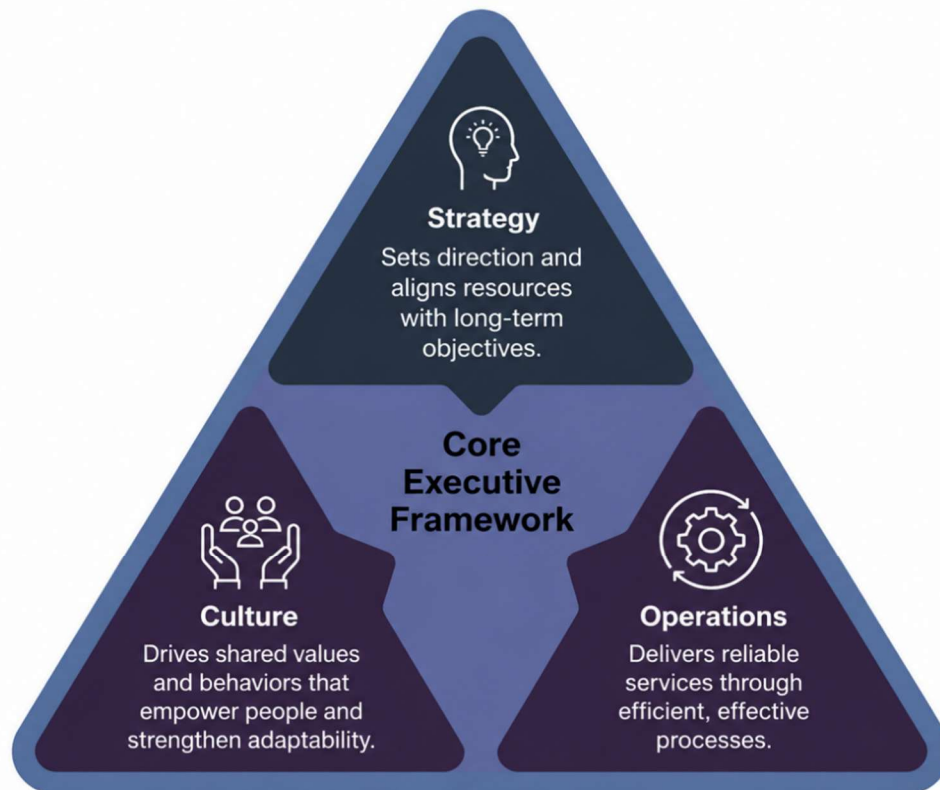 Strategy
Sets direction and
aligns resources
with long-term
objectives.
Core
Executive
Framework
Culture
Drives shared values
and behaviors that
empower people and
strengthen adaptability.
Operations
Delivers reliable
services through
efficient, effective
processes.